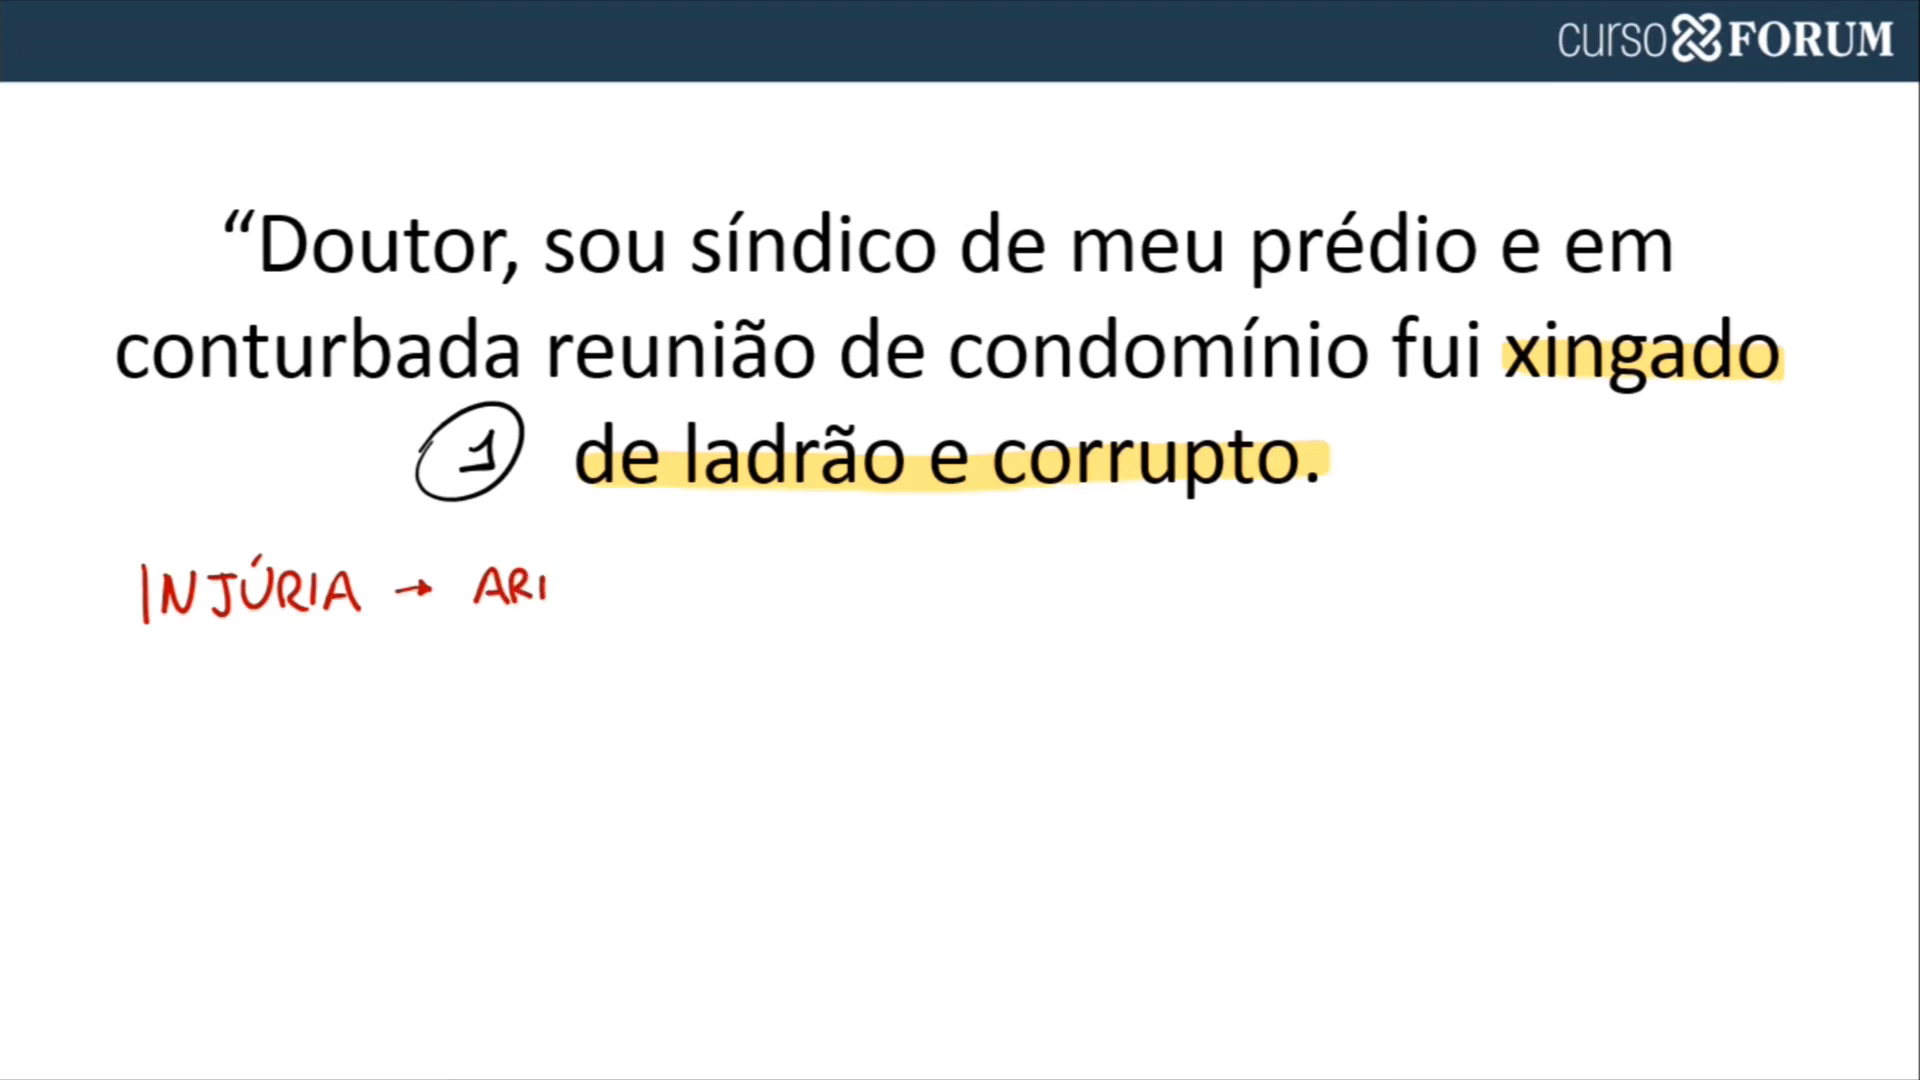 curso FORUM
“Doutor, sou síndico de meu prédio e em
conturbada reunião de condomínio fui xingado
1 de ladrão e corrupto.
INJÚRIA → ARI